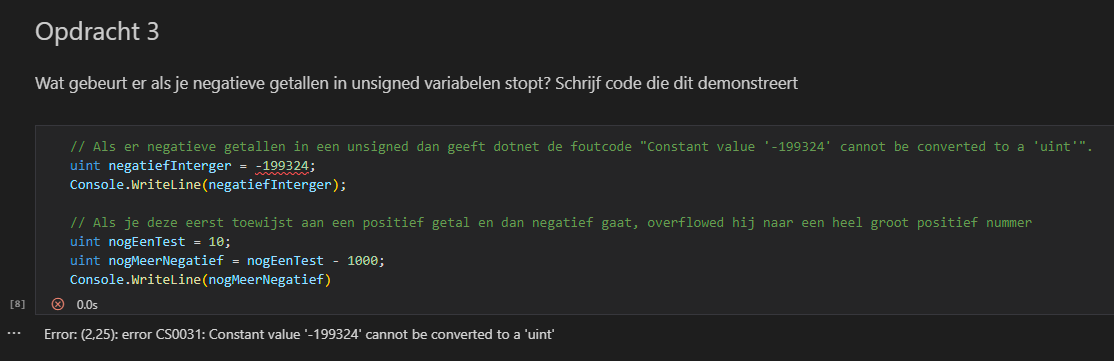 Opdracht 3
Wat gebeurt er als je negatieve getallen in unsigned variabelen stopt? Schrijf code die dit demonstreert
// Als er negatieve getallen in een unsigned dan geeft dotnet de foutcode "Constant value '-199324' cannot be converted to a 'uint'".
uint negatiefInterger = -199324;
Console.WriteLine(negatiefInterger);
// Als je deze eerst toewijst aan een positief getal en dan negatief gaat, overflowed hij naar een heel groot positief nummer
uint nogEenTest = 10;
uint nogMeerNegatief = nogEenTest - 1000;
Console.WriteLine(nogMeerNegatief)
[8] 0.0s
... Error: (2,25): error CS0031: Constant value '-199324' cannot be converted to a 'uint'